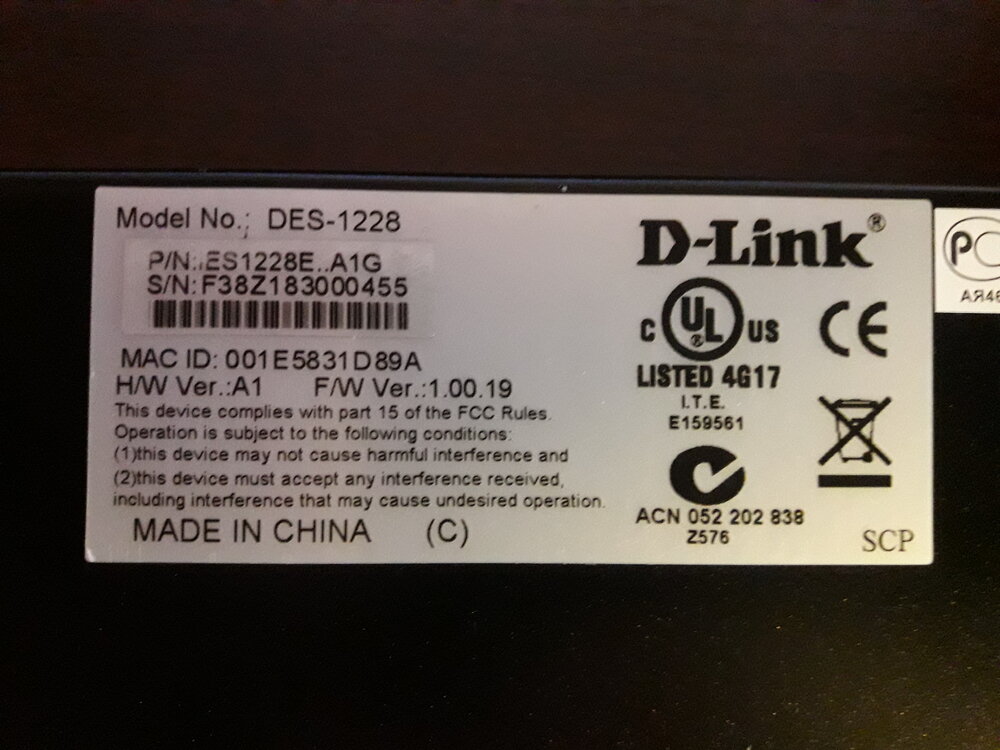 Model No.: DES-1228
P/N:.ES1228E..A1G
S/N: F38Z183000455
MAC ID: 001E5831D89A
H/W Ver.:A1 F/W Ver.:1.00.19
This device complies with part 15 of the FCC Rules.
Operation is subject to the following conditions:
(1)this device may not cause harmful interference and
(2)this device must accept any interference received,
including interference that may cause undesired operation.
MADE IN CHINA (C)
D-Link®
C UL® US
LISTED 4G17
I.T.E.
E159561
CE
ACN 052 202 838
Z576
SCP
РС
АЯ46